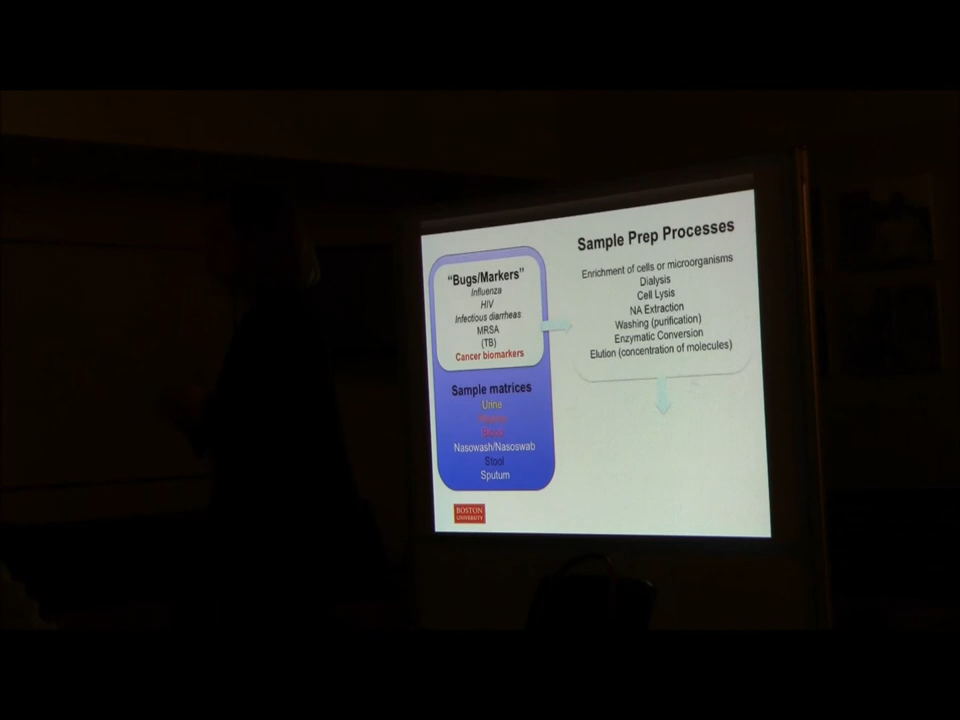 "Bugs/Markers"
Influenza
HIV
Infectious diarrheas
MRSA
(TB)
Cancer biomarkers
Sample matrices
Urine
Blood
Nasowash/Nasoswab
Stool
Sputum
BOSTON
UNIVERSITY
Sample Prep Processes
Enrichment of cells or microorganisms
Dialysis
Cell Lysis
NA Extraction
Washing (purification)
Enzymatic Conversion
Elution (concentration of molecules)